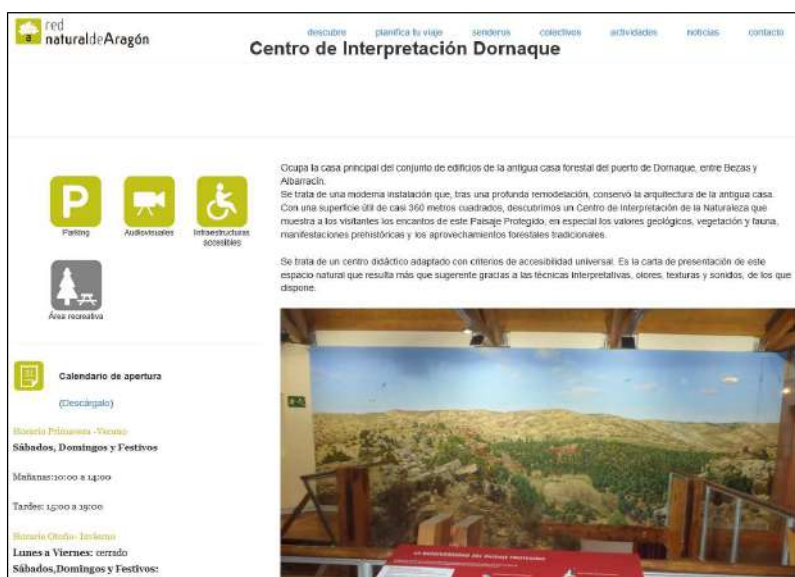 red
naturaldeAragón
descubre planifica tu viaje senderos colectivos actividades noticias contacto
Centro de Interpretación Dornaque
Parking
Audiovisuales
Infraestructuras
accesibles
Área recreativa
Calendario de apertura
(Descárgalo)
Horario Primavera -Verano
Sábados, Domingos y Festivos
Mañanas:10:00 a 14:00
Tardes: 15:00 a 19:00
Horario Otoño- Invierno
Lunes a Viernes: cerrado
Sábados,Domingos y Festivos:
Ocupa la casa principal del conjunto de edificios de la antigua casa forestal del puerto de Dornaque, entre Bezas y
Albarracín.
Se trata de una moderna instalación que, tras una profunda remodelación, conservó la arquitectura de la antigua casa.
Con una superficie útil de casi 360 metros cuadrados, descubrimos un Centro de Interpretación de la Naturaleza que
muestra a los visitantes los encantos de este Paisaje Protegido, en especial los valores geológicos, vegetación y fauna,
manifestaciones prehistóricas y los aprovechamientos forestales tradicionales.
Se trata de un centro didáctico adaptado con criterios de accesibilidad universal. Es la carta de presentación de este
espacio natural que resulta más que sugerente gracias a las técnicas interpretativas, olores, texturas y sonidos, de los que
dispone.
LA BIODIVERSIDAD DEL PAISAJE PROTEGIDO